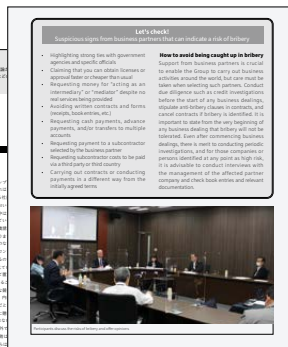 Let's check!
Suspicious signs from business partners that can indicate a risk of bribery
• Highlighting strong ties with government
agencies and specific officials
• Claiming that you can obtain licenses or
approval faster or cheaper than usual
• Requesting money for "acting as an
intermediary" or "mediator" despite no
real services being provided
• Avoiding written contracts and forms
(receipts, book entries, etc.)
• Requesting cash payments, advance
payments, and/or transfers to multiple
accounts
• Requesting payment to a subcontractor
selected by the business partner
• Requesting subcontractor costs to be paid
via a third party or third country
• Carrying out contracts or conducting
payments in a different way from the
initially agreed terms
How to avoid being caught up in bribery
Support from business partners is crucial
to enable the Group to carry out business
activities around the world, but care must be
taken when selecting such partners. Conduct
due diligence such as credit investigations
before the start of any business dealings,
stipulate anti-bribery clauses in contracts, and
cancel contracts if bribery is identified. It is
important to state from the very beginning of
any business dealing that bribery will not be
tolerated. Even after commencing business
dealings, there is merit to conducting periodic
investigations, and for those companies or
persons identified at any point as high risk,
it is advisable to conduct interviews with
the management of the affected partner
company and check book entries and relevant
documentation.
Participants discuss the risks of bribery and offer opinions